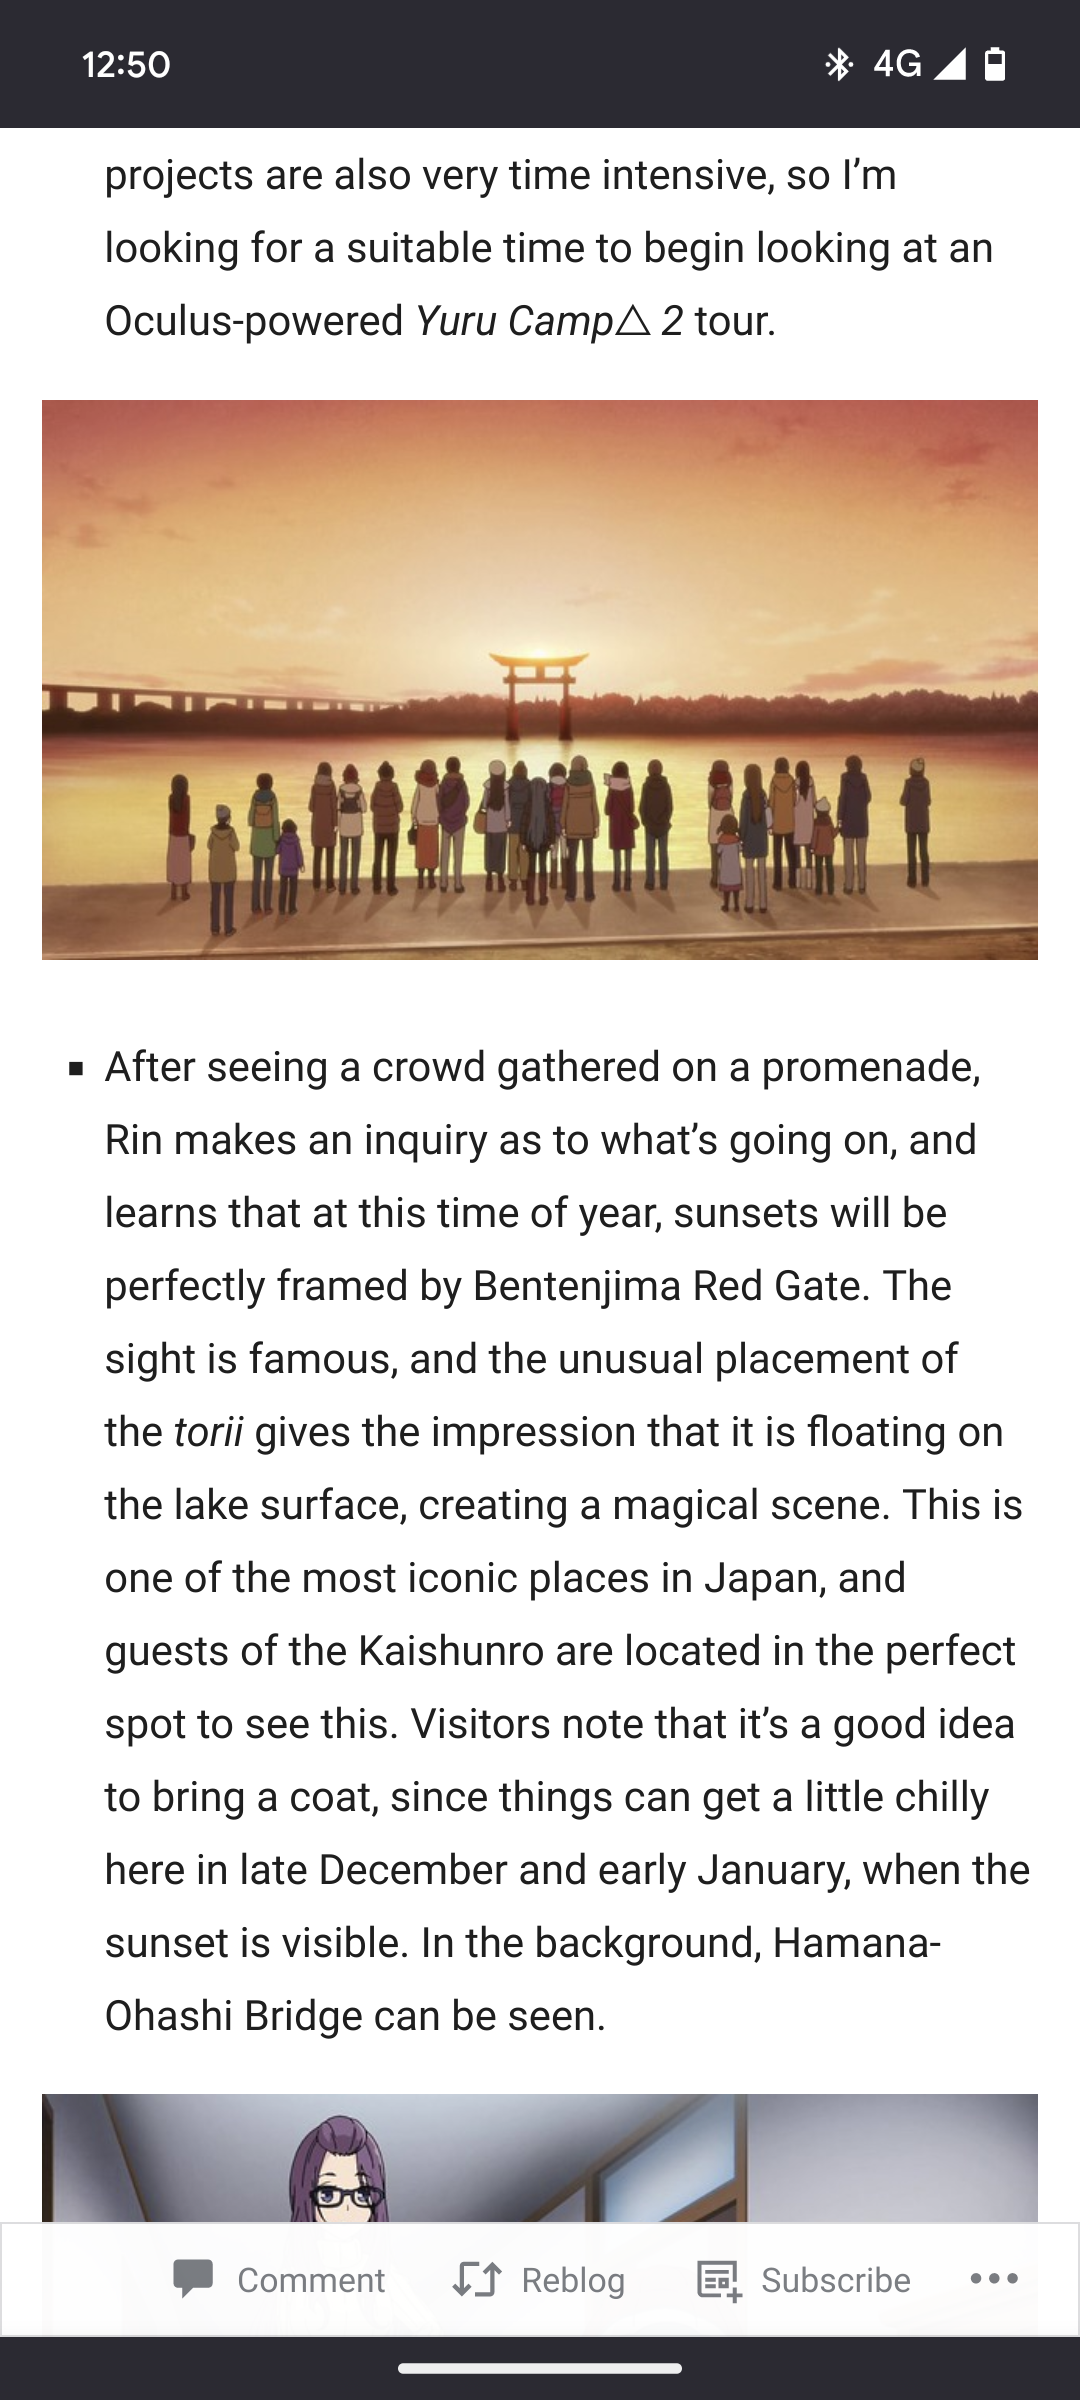 12:50
4G
projects are also very time intensive, so I’m
looking for a suitable time to begin looking at an
Oculus-powered Yuru Camp△ 2 tour.
▪ After seeing a crowd gathered on a promenade,
Rin makes an inquiry as to what’s going on, and
learns that at this time of year, sunsets will be
perfectly framed by Bentenjima Red Gate. The
sight is famous, and the unusual placement of
the torii gives the impression that it is floating on
the lake surface, creating a magical scene. This is
one of the most iconic places in Japan, and
guests of the Kaishunro are located in the perfect
spot to see this. Visitors note that it’s a good idea
to bring a coat, since things can get a little chilly
here in late December and early January, when the
sunset is visible. In the background, Hamana-
Ohashi Bridge can be seen.
Comment Reblog Subscribe